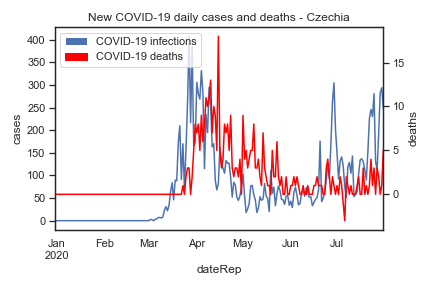 New COVID-19 daily cases and deaths - Czechia
COVID-19 infections
COVID-19 deaths
400
350
300
250
200
150
100
50
0
cases
15
10
5
0
deaths
Jan Feb Mar Apr May Jun Jul
2020
dateRep